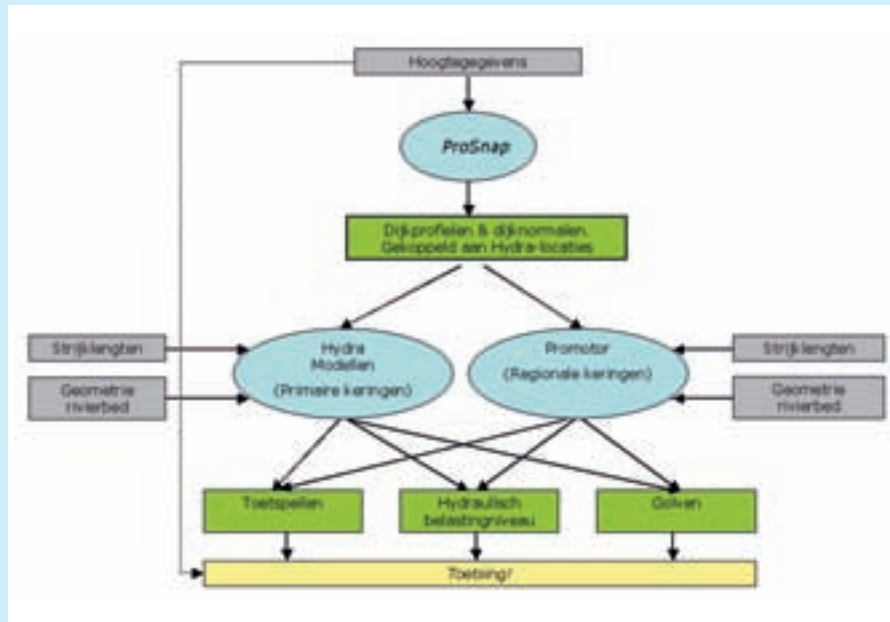 Hoogtegegevens
ProSnap
Dijkprofielen & dijknormalen.
Gekoppeld aan Hydra-locaties
Strijklengten
Geometrie
rivierbed
Hydra
Modellen
(Primaire keringen)
Promotor
(Regionale keringen)
Strijklengten
Geometrie
rivierbed
Toetspeilen
Hydraulisch
belastingniveau
Golven
Toetsing!